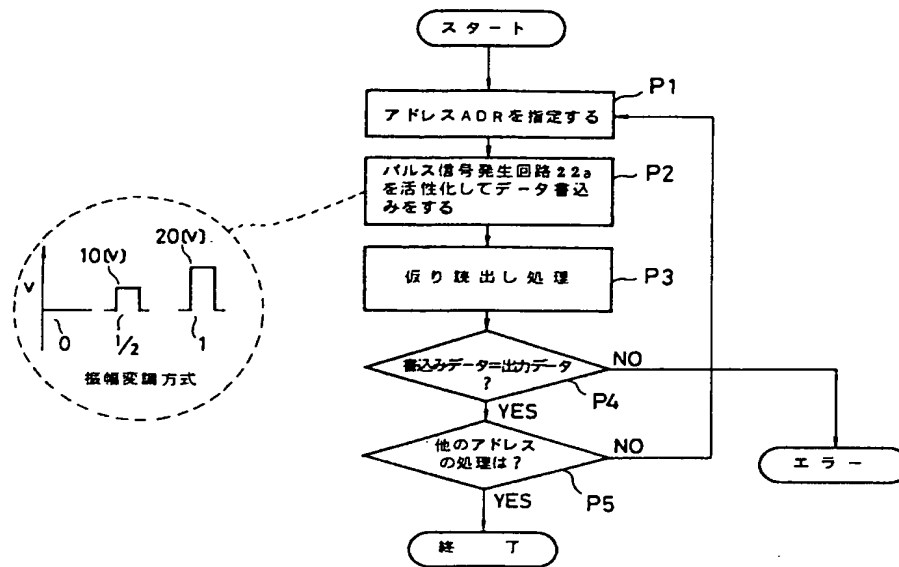 スタート
P1
アドレスADRを指定する
パルス信号発生回路22a
を活性化してデータ書込
みをする
P2
20(V)
10(V)
V
0
1/2
1
振幅変調方式
仮り読出し処理
P3
書込みデータ=出力データ
?
NO
P4
YES
他のアドレス
の処理は?
NO
P5
YES
エラー
終了